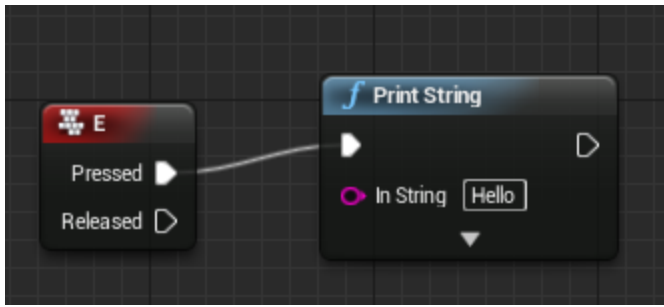 E
Pressed
Released
Print String
In String Hello